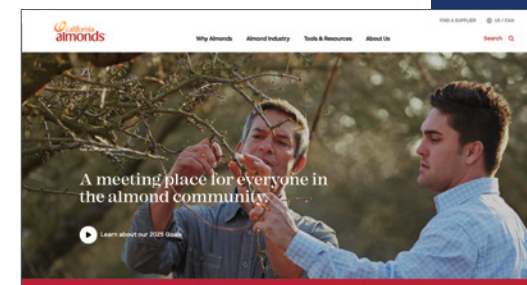 FIND A SUPPLIER US / EN
california
almonds
Why Almonds Almond Industry Tools & Resources About Us
Search
A meeting place for everyone in
the almond community.
Learn about our 2025 Goals